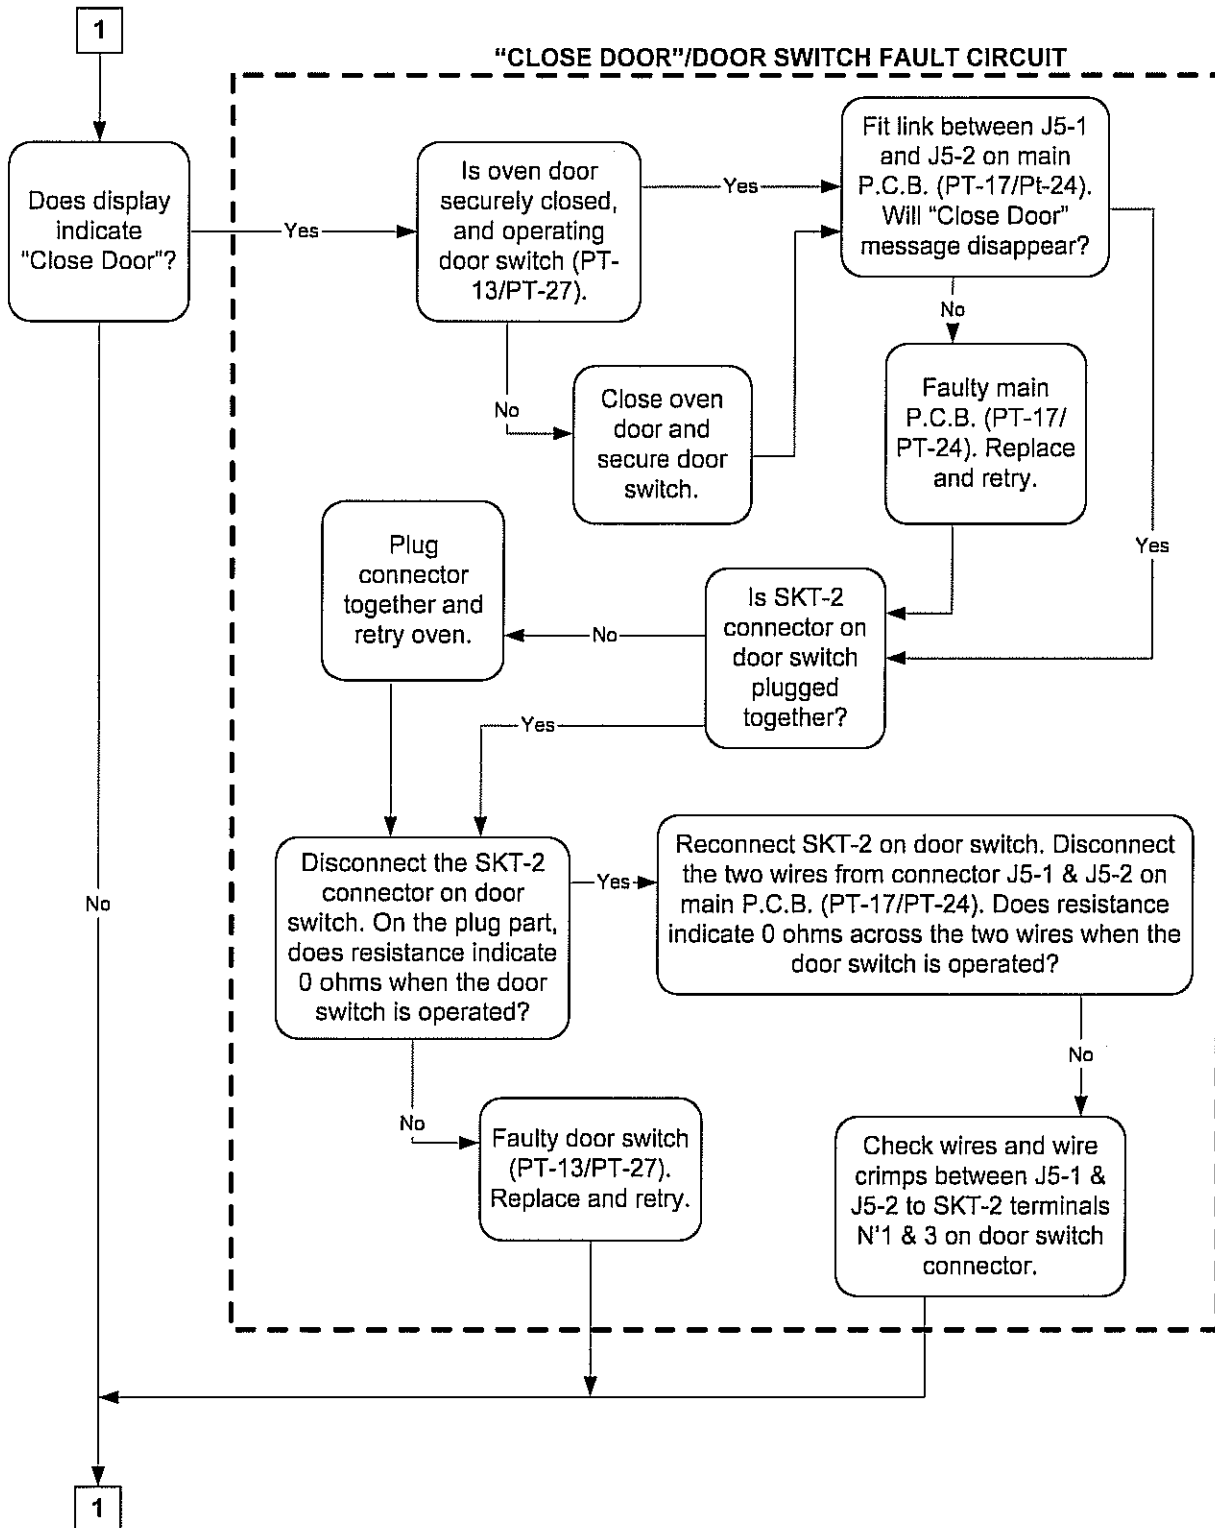 1
"CLOSE DOOR"/DOOR SWITCH FAULT CIRCUIT
Does display
indicate
"Close Door"?
Yes
Is oven door
securely closed,
and operating
door switch (PT-
13/PT-27).
Yes
Fit link between J5-1
and J5-2 on main
P.C.B. (PT-17/Pt-24).
Will "Close Door"
message disappear?
No
Close oven
door and
secure door
switch.
No
Faulty main
P.C.B. (PT-17/
PT-24). Replace
and retry.
Yes
Plug
connector
together and
retry oven.
No
Is SKT-2
connector on
door switch
plugged
together?
Yes
Disconnect the SKT-2
connector on door
switch. On the plug part,
does resistance indicate
0 ohms when the door
switch is operated?
Yes
Reconnect SKT-2 on door switch. Disconnect
the two wires from connector J5-1 & J5-2 on
main P.C.B. (PT-17/PT-24). Does resistance
indicate 0 ohms across the two wires when the
door switch is operated?
No
No
No
Faulty door switch
(PT-13/PT-27).
Replace and retry.
Check wires and wire
crimps between J5-1 &
J5-2 to SKT-2 terminals
N'1 & 3 on door switch
connector.
1